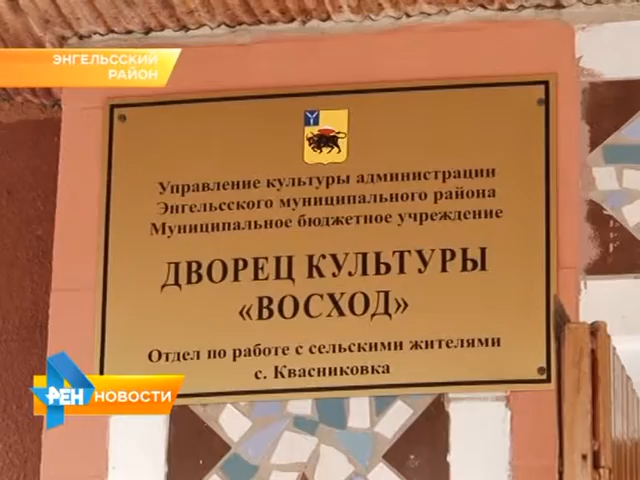 ЭНГЕЛЬССКИЙ
РАЙОН
Управление культуры администрации
Энгельсского муниципального района
Муниципальное бюджетное учреждение
ДВОРЕЦ КУЛЬТУРЫ
«ВОСХОД»
Отдел по работе с сельскими жителями
с. Квасниковка
РЕН НОВОСТИ